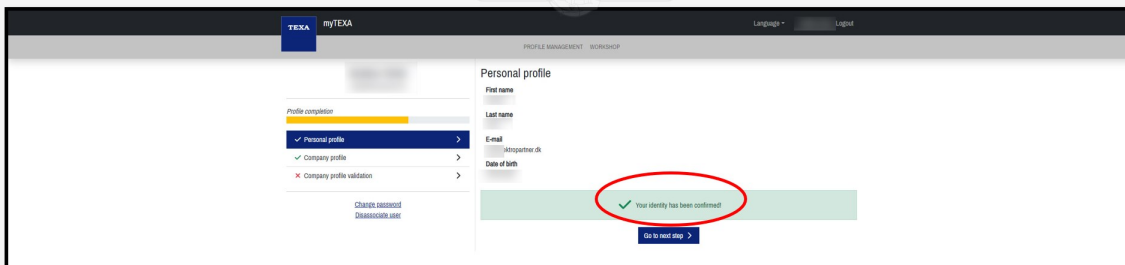 TEXA
myTEXA
Language
Logout
PROFILE MANAGEMENT WORKSHOP
Profile completion
Personal profile
Company profile
Company profile validation
Change password
Disassociate user
Personal profile
First name
Last name
E-mail
ektropartner.dk
Date of birth
Your identity has been confirmed!
Go to next step